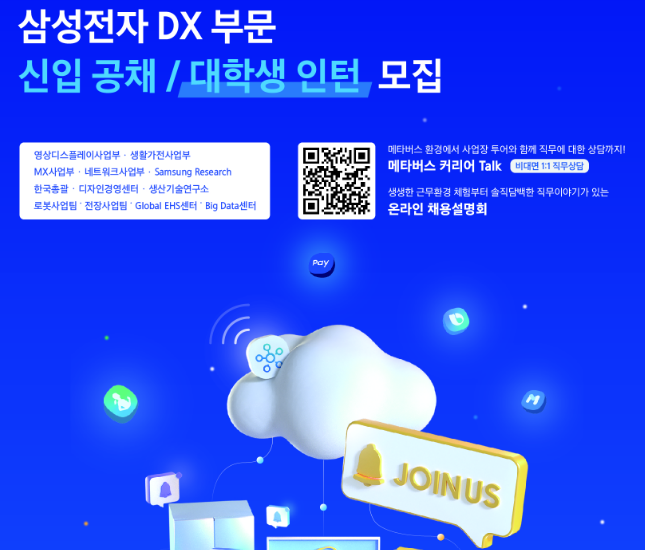 삼성전자 DX 부문
신입 공채 / 대학생 인턴 모집
영상디스플레이사업부 · 생활가전사업부
MX사업부 · 네트워크사업부 · Samsung Research
한국총괄 · 디자인경영센터 · 생산기술연구소
로봇사업팀 · 전장사업팀 · Global EHS센터 · Big Data센터
메타버스 환경에서 사업장 투어와 함께 직무에 대한 상담까지!
메타버스 커리어 Talk 비대면 1:1 직무상담
생생한 근무환경 체험부터 솔직담백한 직무이야기가 있는
온라인 채용설명회
Pay
JOIN US